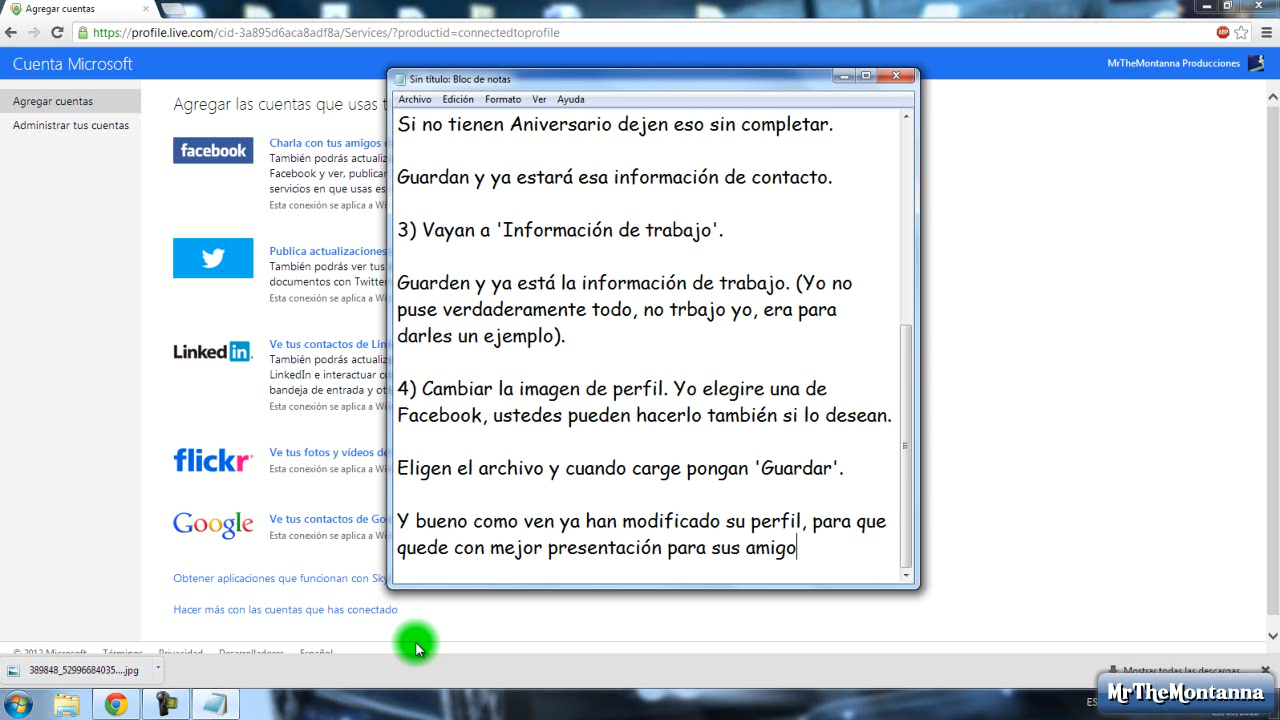 Agregar cuentas
https://profile.live.com/cid-3a895d6aca8adf8a/Services/?productid=connectedtoprofile
Cuenta Microsoft
MrTheMontanna Producciones
Agregar cuentas
Administrar tus cuentas
Agregar las cuentas que usas
facebook
Charla con tus amigos
También podrás
Facebook y ver,
servicios en que usas
Esta conexión se aplica a
Publica actualizaciones
También podrás ver tus
documentos con Twitter
Esta conexión se aplica a
Linkedin
Ve tus contactos de
También podrás
LinkedIn e interactuar
bandeja de entrada y
Esta conexión se aplica a
flickr
Ve tus fotos y vídeos
Esta conexión se aplica a
Google
Ve tus contactos de
Esta conexión se aplica a
Obtener aplicaciones que funcionan con
Hacer más con las cuentas que has conectado
© 2012 Microsoft Términos Privacidad Desarrolladores Español
Sin título: Bloc de notas
Archivo Edición Formato Ver Ayuda
Si no tienen Aniversario dejen eso sin completar.
Guardan y ya estará esa información de contacto.
3) Vayan a 'Información de trabajo'.
Guarden y ya está la información de trabajo. (Yo no
puse verdaderamente todo, no trbajo yo, era para
darles un ejemplo).
4) Cambiar la imagen de perfil. Yo elegire una de
Facebook, ustedes pueden hacerlo también si lo desean.
Eligen el archivo y cuando carge pongan 'Guardar'.
Y bueno como ven ya han modificado su perfil, para que
quede con mejor presentación para sus amigo
389848_52996684035....jpg
Mostrar todas las descargas
ES
MrTheMontanna